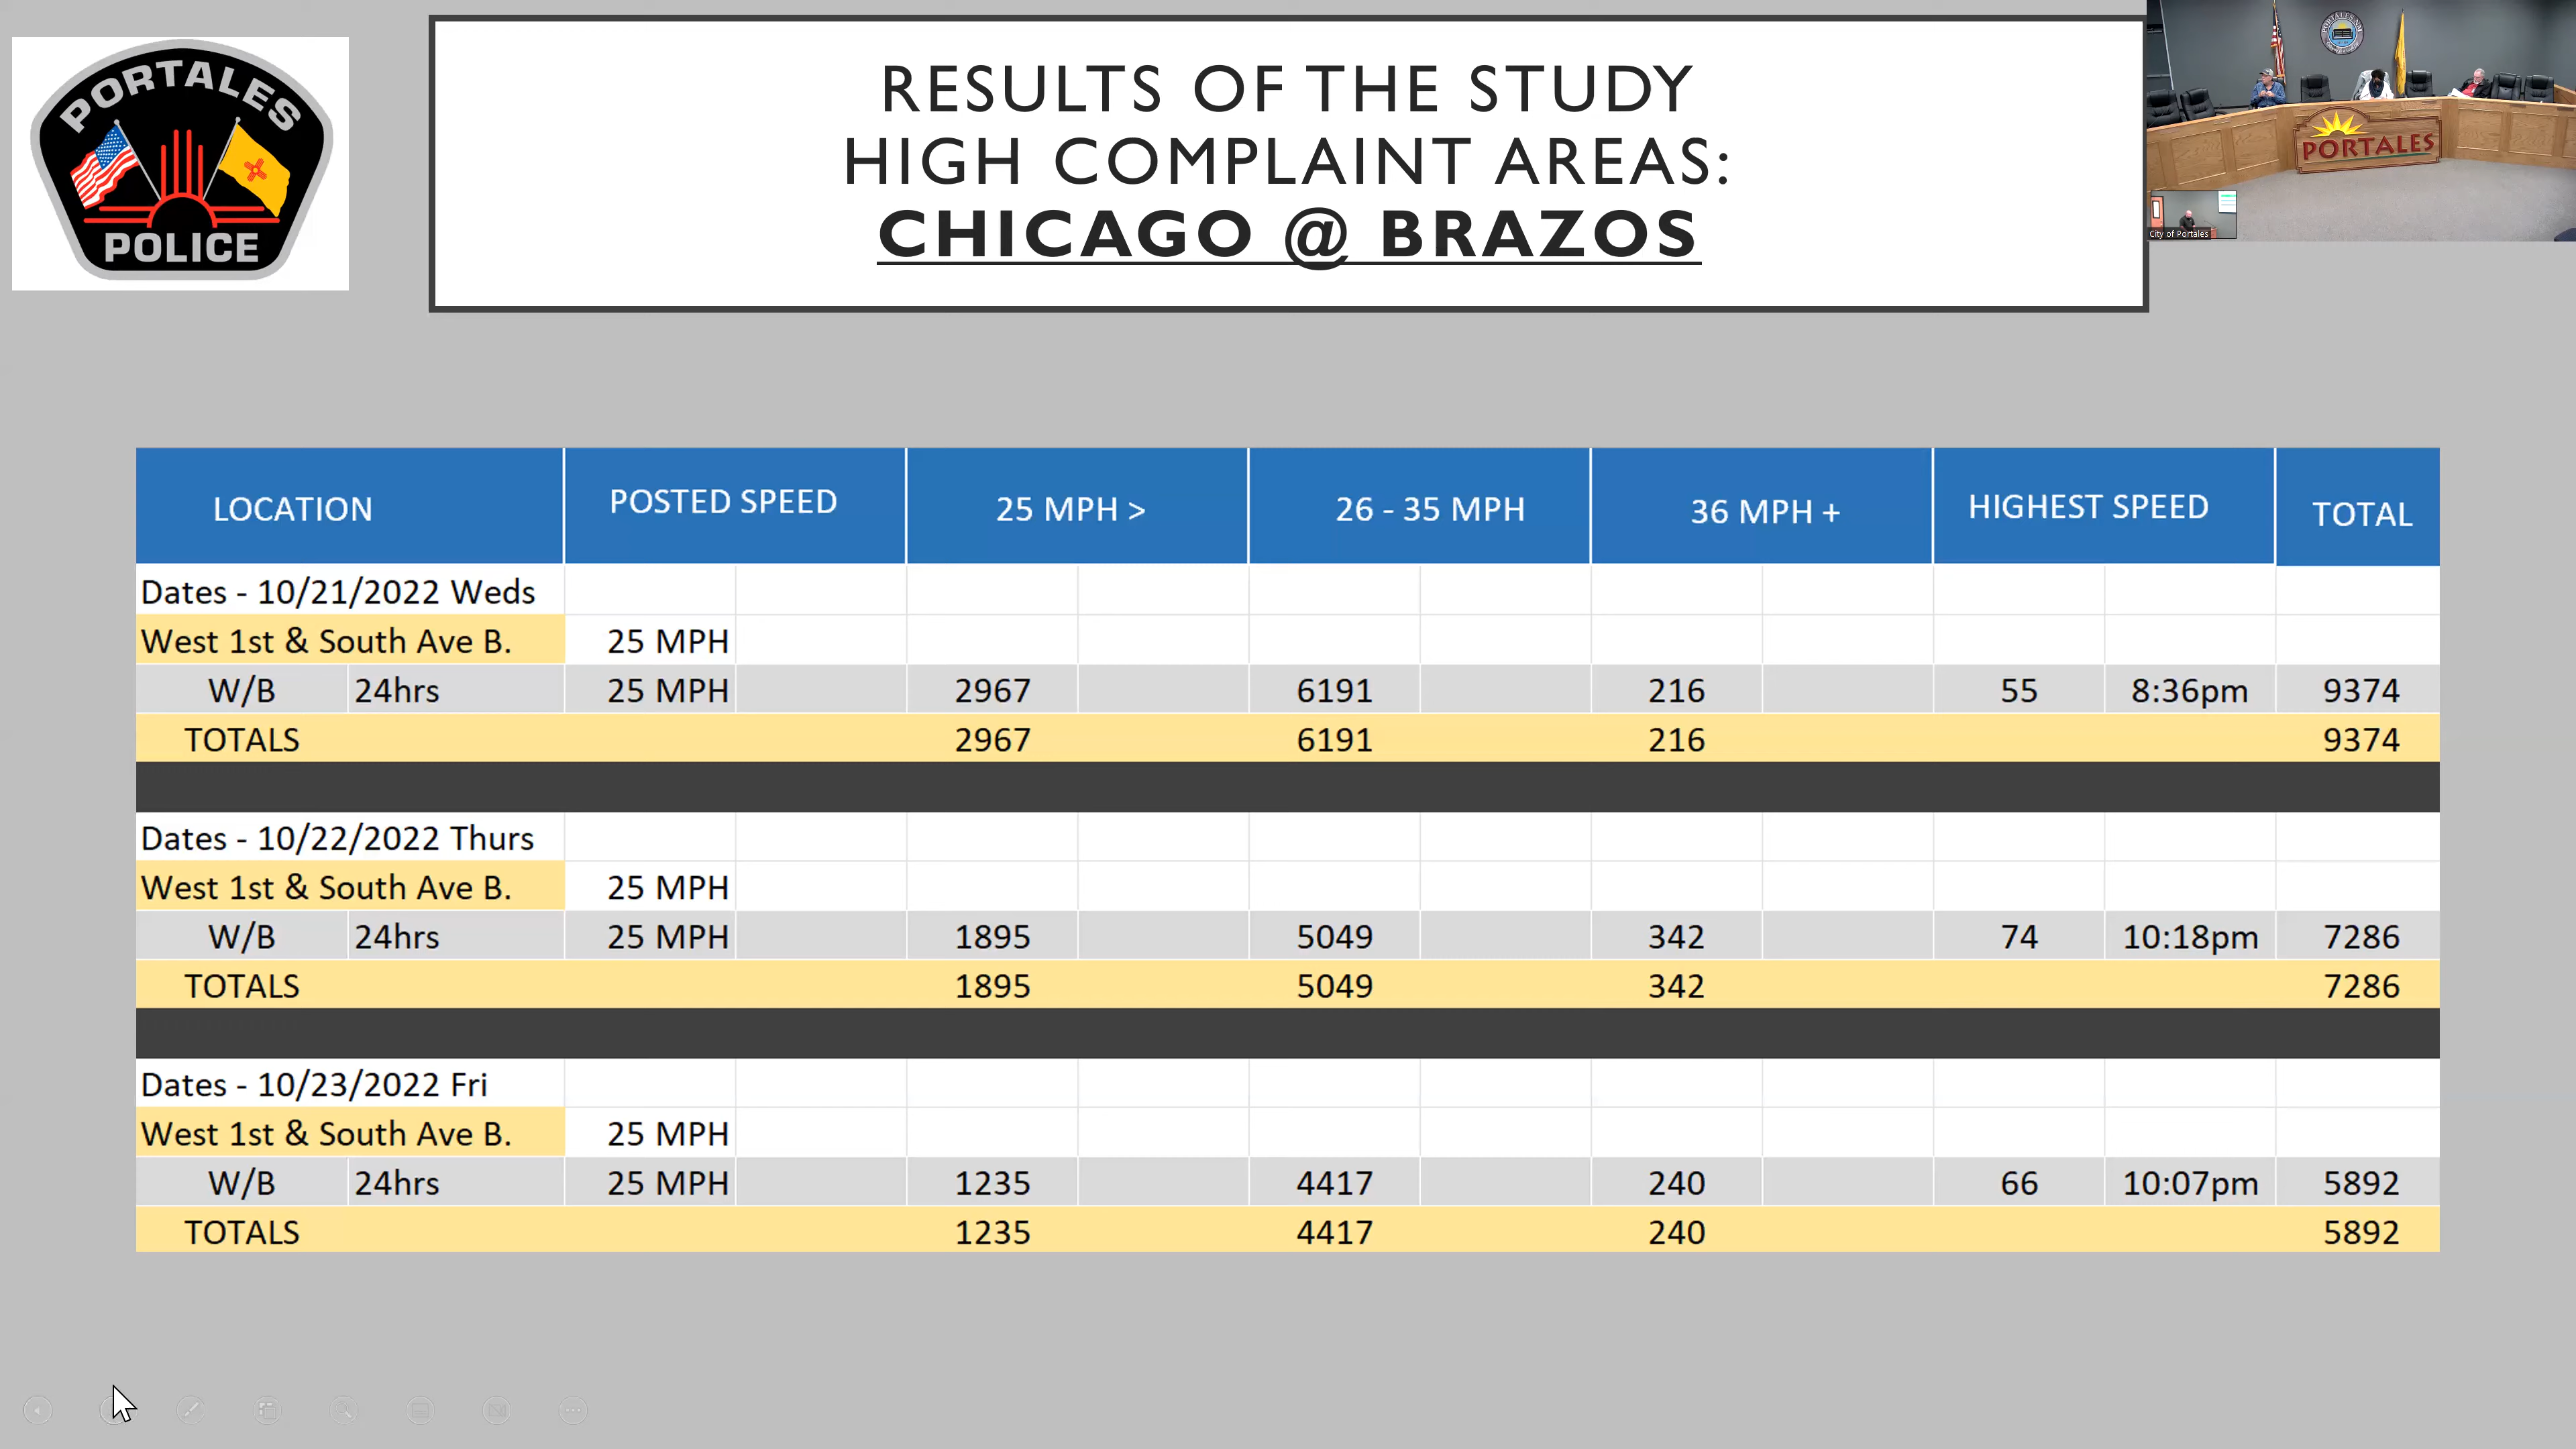 PORTALES
POLICE
RESULTS OF THE STUDY
HIGH COMPLAINT AREAS:
CHICAGO @ BRAZOS
PORTALES
City of Portales
LOCATION POSTED SPEED 25 MPH > 26 - 35 MPH 36 MPH + HIGHEST SPEED TOTAL
Dates - 10/21/2022 Weds
West 1st & South Ave B. 25 MPH
W/B 24hrs 25 MPH 2967 6191 216 55 8:36pm 9374
TOTALS 2967 6191 216 9374
Dates - 10/22/2022 Thurs
West 1st & South Ave B. 25 MPH
W/B 24hrs 25 MPH 1895 5049 342 74 10:18pm 7286
TOTALS 1895 5049 342 7286
Dates - 10/23/2022 Fri
West 1st & South Ave B. 25 MPH
W/B 24hrs 25 MPH 1235 4417 240 66 10:07pm 5892
TOTALS 1235 4417 240 5892